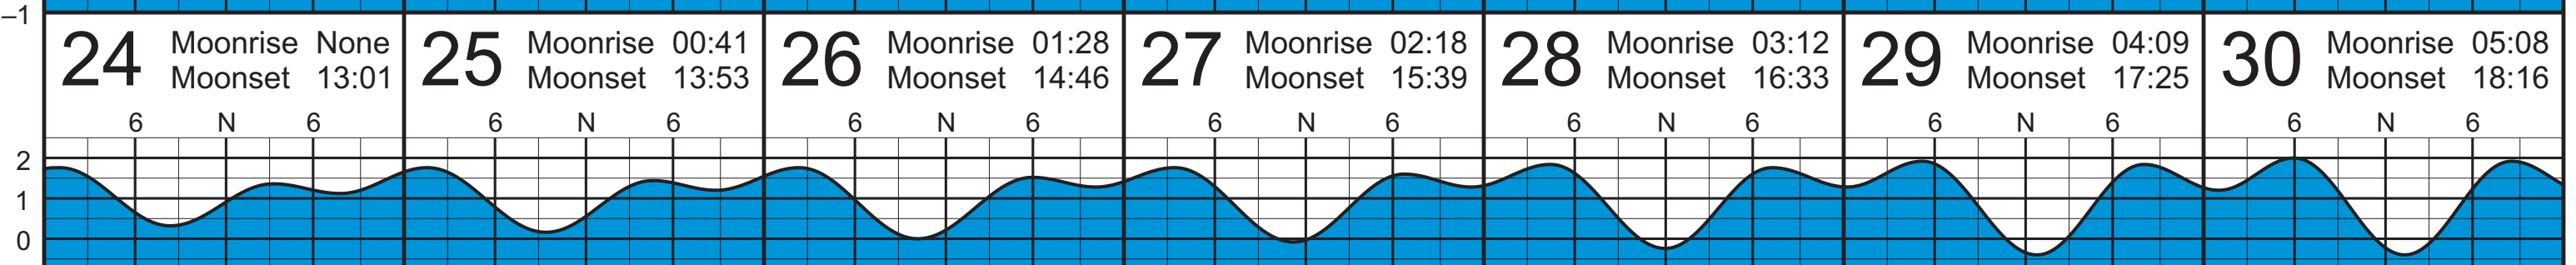 –1
24 Moonrise None
Moonset 13:01
25 Moonrise 00:41
Moonset 13:53
26 Moonrise 01:28
Moonset 14:46
27 Moonrise 02:18
Moonset 15:39
28 Moonrise 03:12
Moonset 16:33
29 Moonrise 04:09
Moonset 17:25
30 Moonrise 05:08
Moonset 18:16
6 N 6 6 N 6 6 N 6 6 N 6 6 N 6 6 N 6 6 N 6
2
1
0